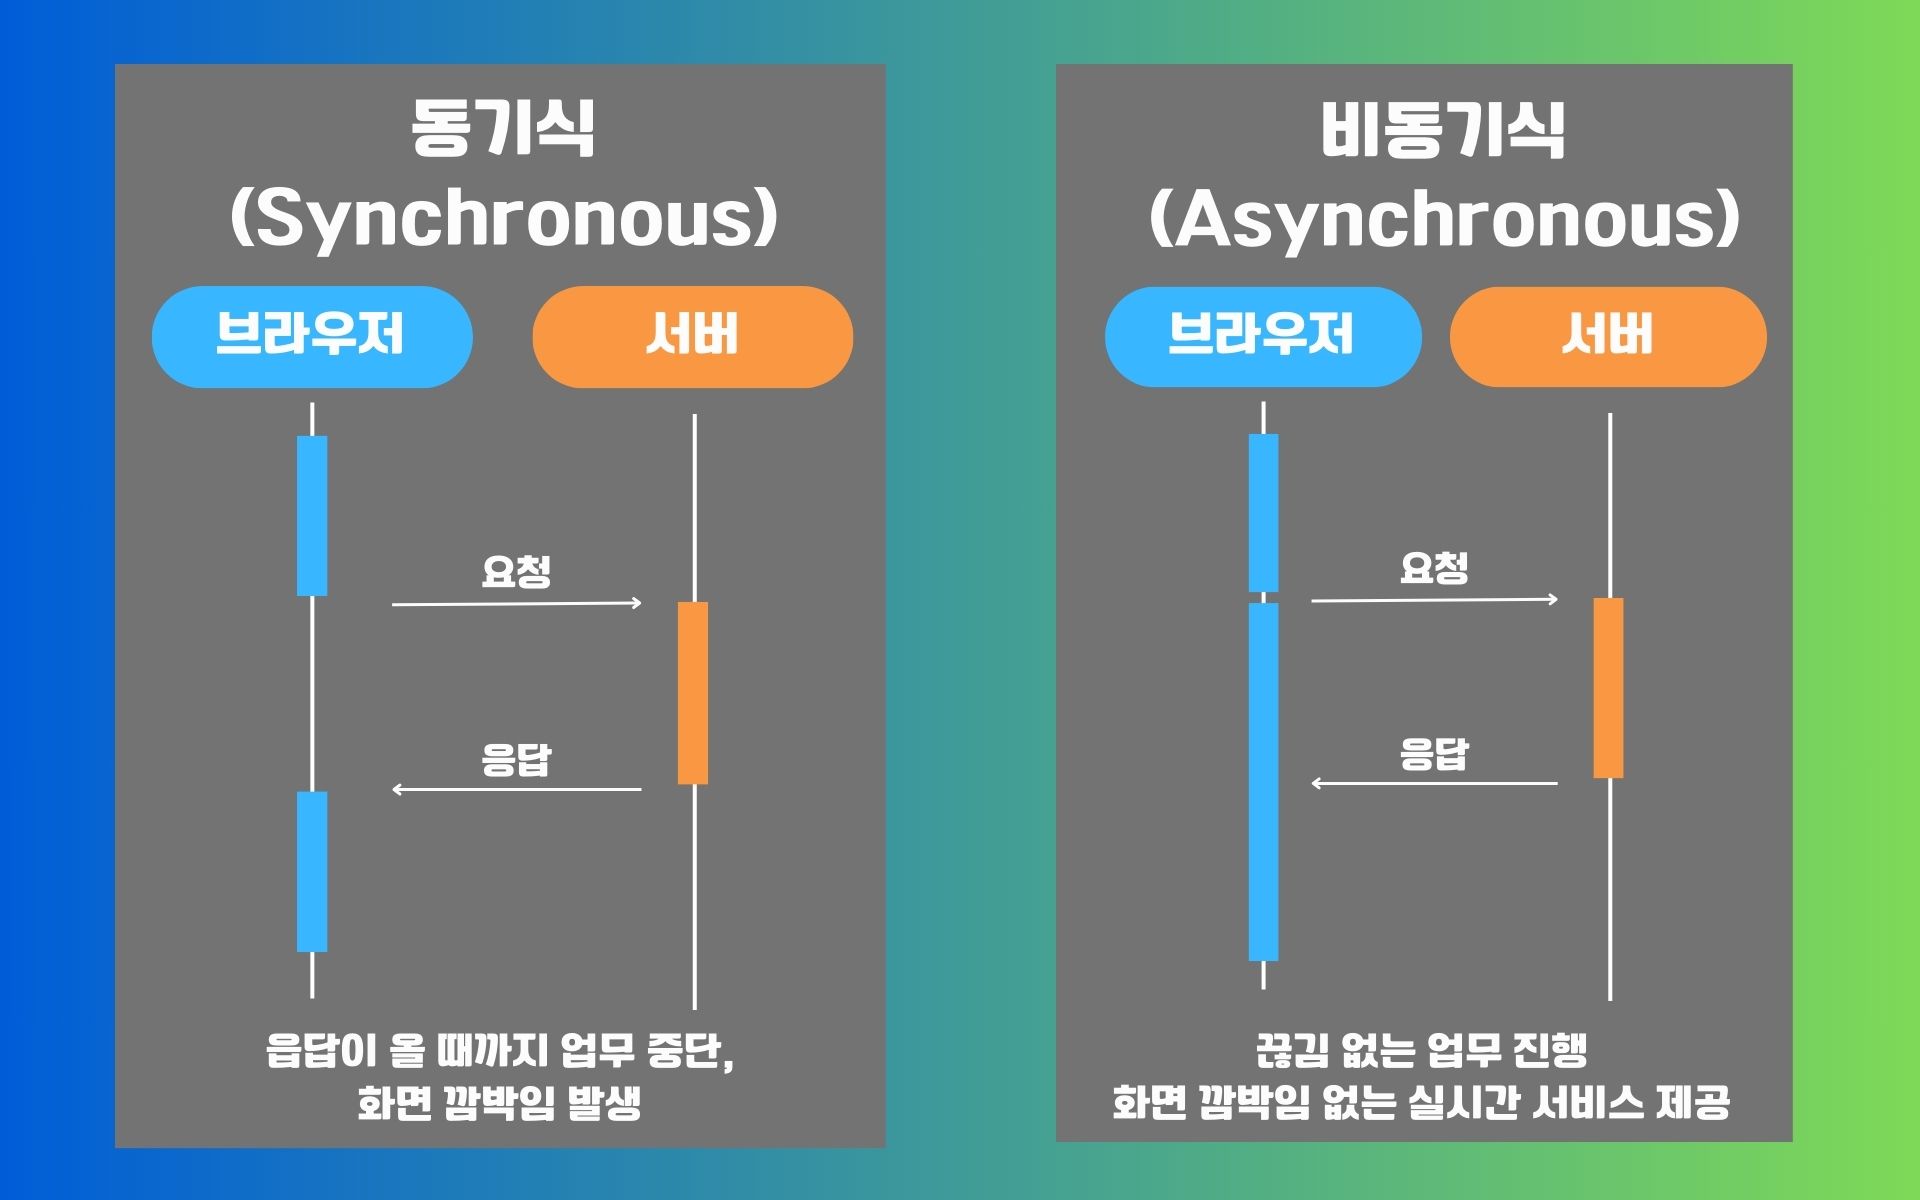 동기식
(Synchronous)
브라우저
서버
요청
응답
읍답이 올 때까지 업무 중단,
화면 깜박임 발생
비동기식
(Asynchronous)
브라우저
서버
요청
응답
끊김 없는 업무 진행
화면 깜박임 없는 실시간 서비스 제공